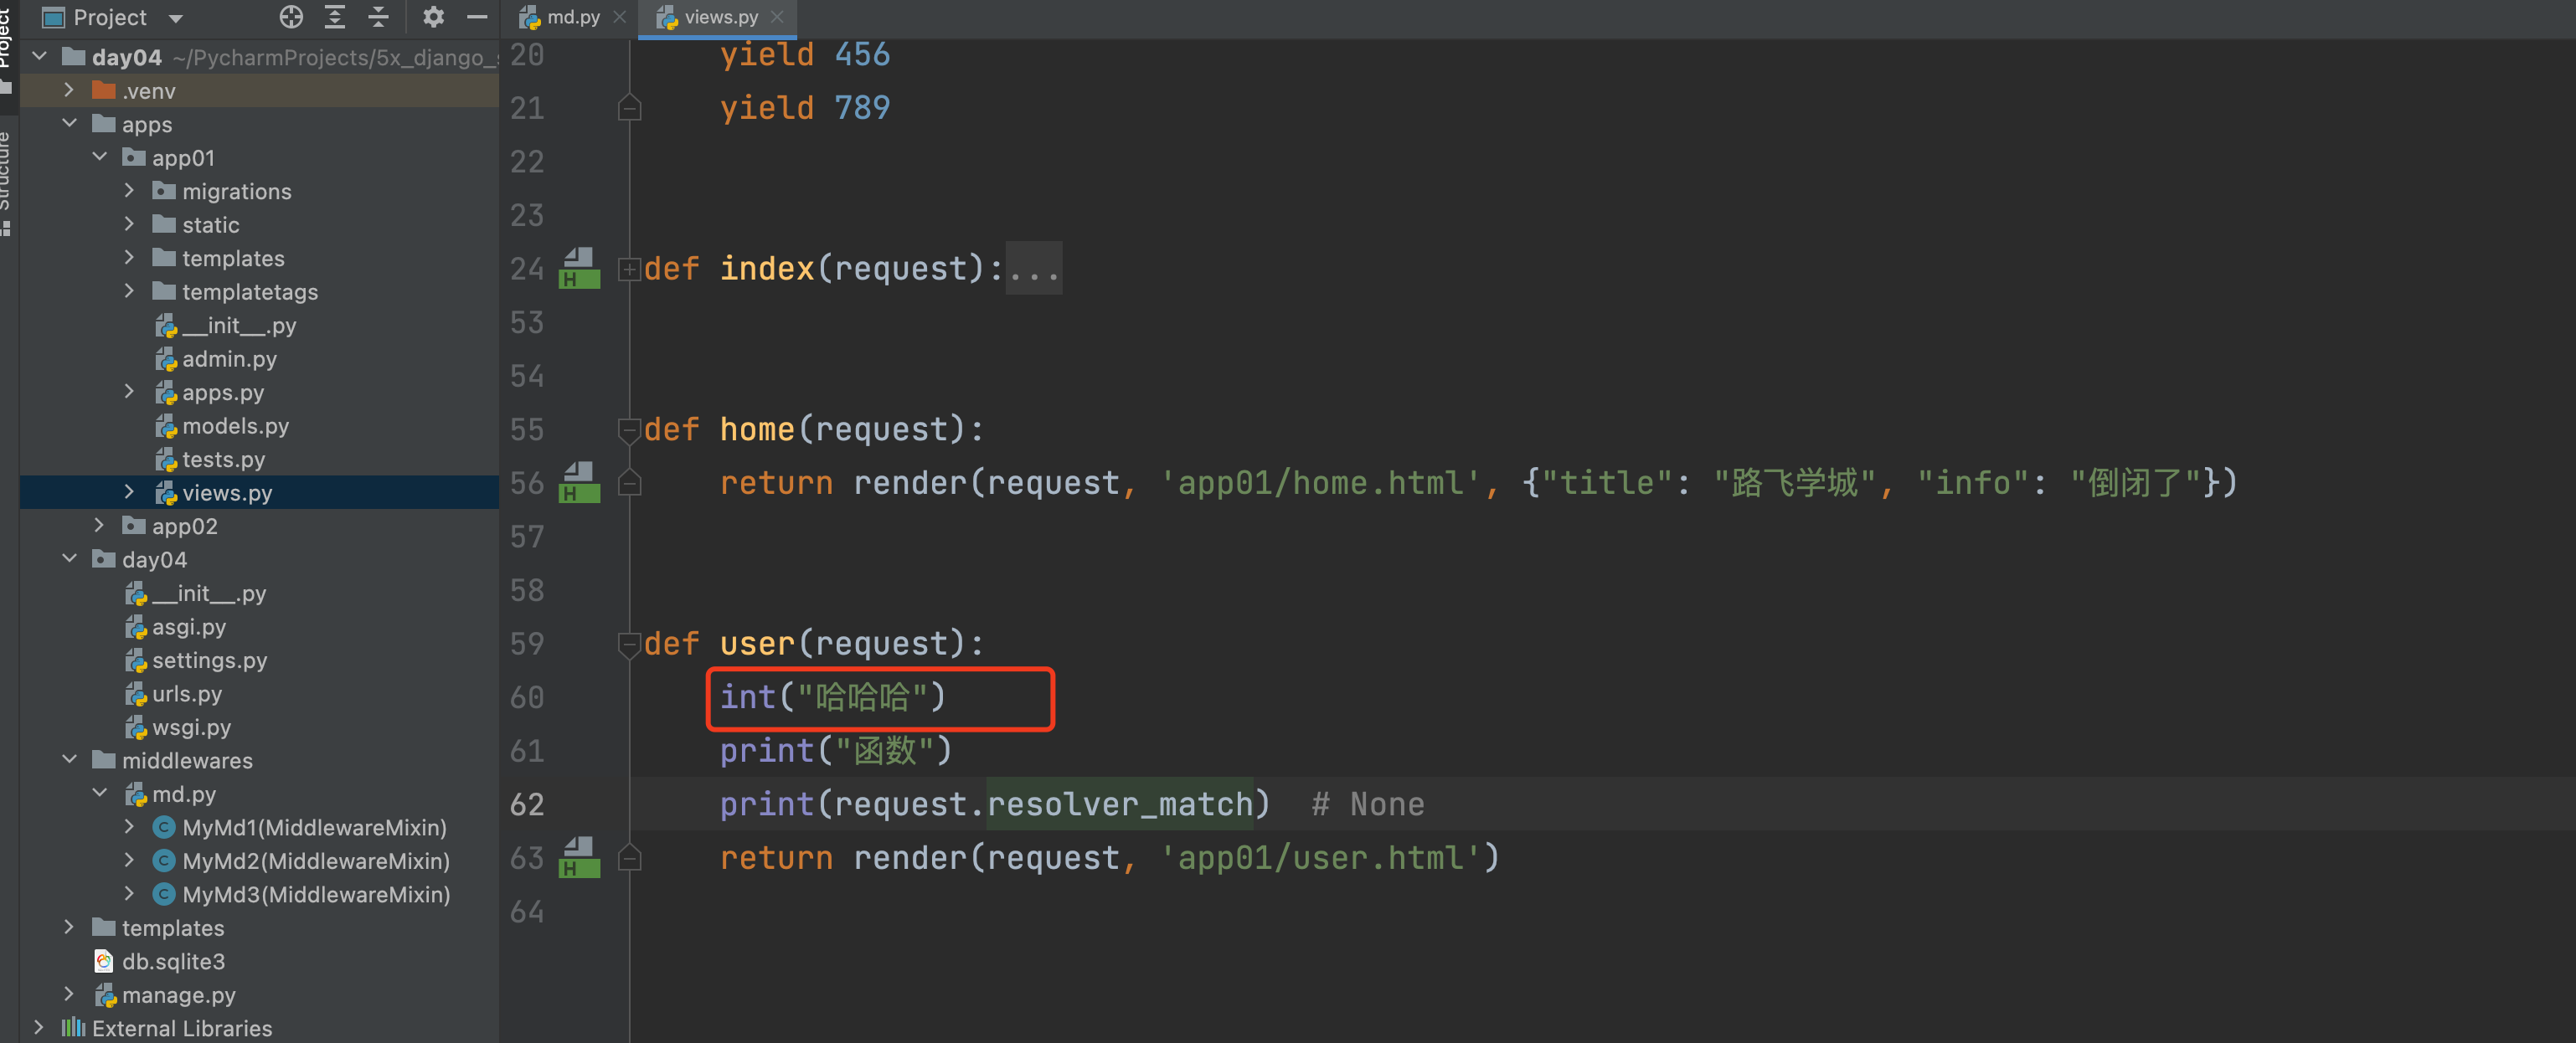 Project
md.py
views.py
Project
Structure
day04 ~/PycharmProjects/5x_django_s
.venv
apps
app01
migrations
static
templates
templatetags
__init__.py
admin.py
apps.py
models.py
tests.py
views.py
app02
day04
__init__.py
asgi.py
settings.py
urls.py
wsgi.py
middlewares
md.py
MyMd1(MiddlewareMixin)
MyMd2(MiddlewareMixin)
MyMd3(MiddlewareMixin)
templates
db.sqlite3
manage.py
External Libraries
20 yield 456
21 yield 789
22
23
24 def index(request):...
53
54
55 def home(request):
56 return render(request, 'app01/home.html', {"title": "路飞学城", "info": "倒闭了"})
57
58
59 def user(request):
60 int("哈哈哈")
61 print("函数")
62 print(request.resolver_match) # None
63 return render(request, 'app01/user.html')
64